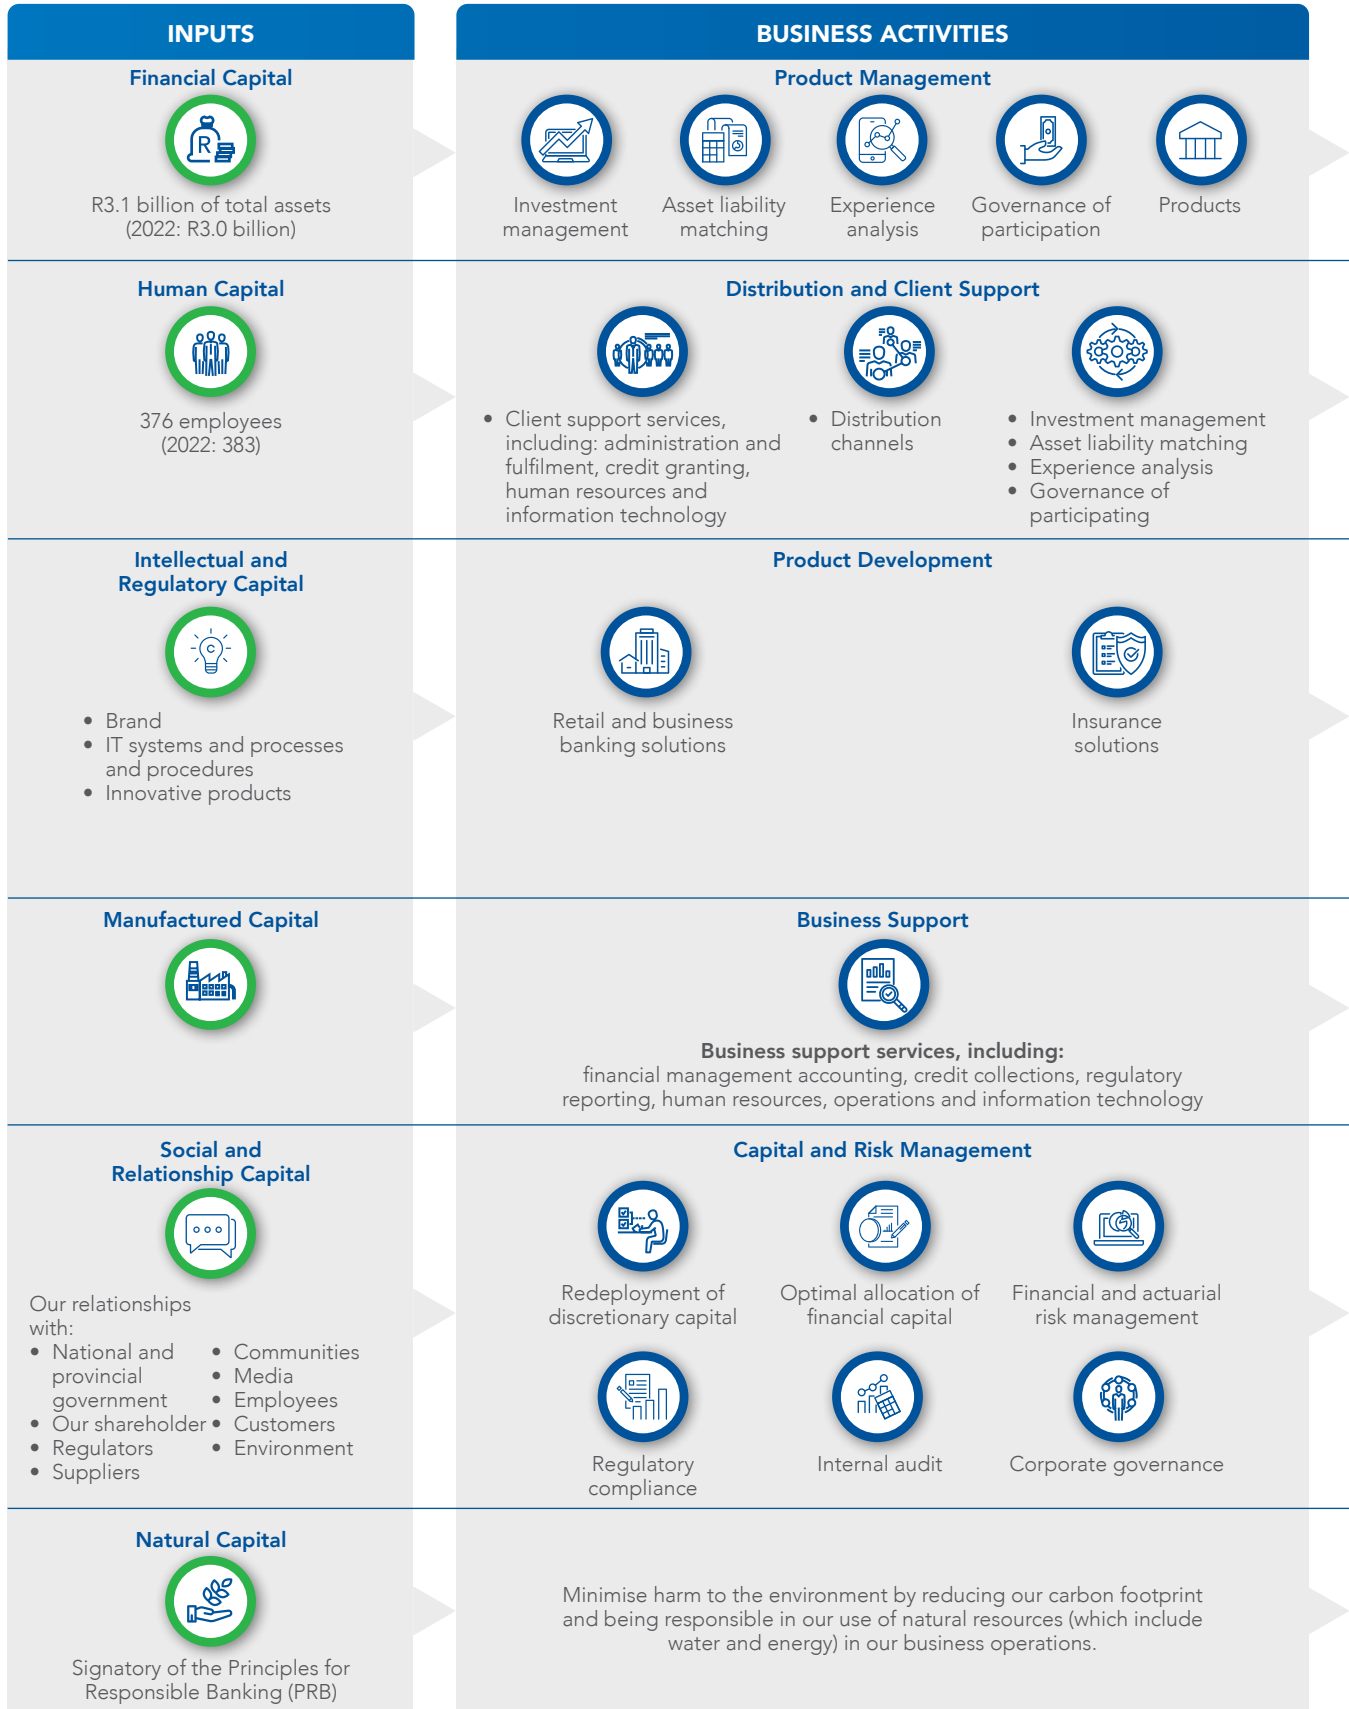 INPUTS
BUSINESS ACTIVITIES
Financial Capital
R
R3.1 billion of total assets
(2022: R3.0 billion)
Product Management
Investment
management
Asset liability
matching
Experience
analysis
Governance of
participation
Products
Human Capital
376 employees
(2022: 383)
Distribution and Client Support
• Client support services,
including: administration and
fulfilment, credit granting,
human resources and
information technology
• Distribution
channels
• Investment management
• Asset liability matching
• Experience analysis
• Governance of
participating
Intellectual and
Regulatory Capital
C
• Brand
• IT systems and processes
and procedures
• Innovative products
Product Development
Retail and business
banking solutions
Insurance
solutions
Manufactured Capital
Business Support
Business support services, including:
financial management accounting, credit collections, regulatory
reporting, human resources, operations and information technology
Social and
Relationship Capital
Our relationships
with:
• National and
provincial
government
• Our shareholder
• Regulators
• Suppliers
• Communities
• Media
• Employees
• Customers
• Environment
Capital and Risk Management
Redeployment of
discretionary capital
Optimal allocation of
financial capital
Financial and actuarial
risk management
Regulatory
compliance
Internal audit
Corporate governance
Natural Capital
Signatory of the Principles for
Responsible Banking (PRB)
Minimise harm to the environment by reducing our carbon footprint
and being responsible in our use of natural resources (which include
water and energy) in our business operations.